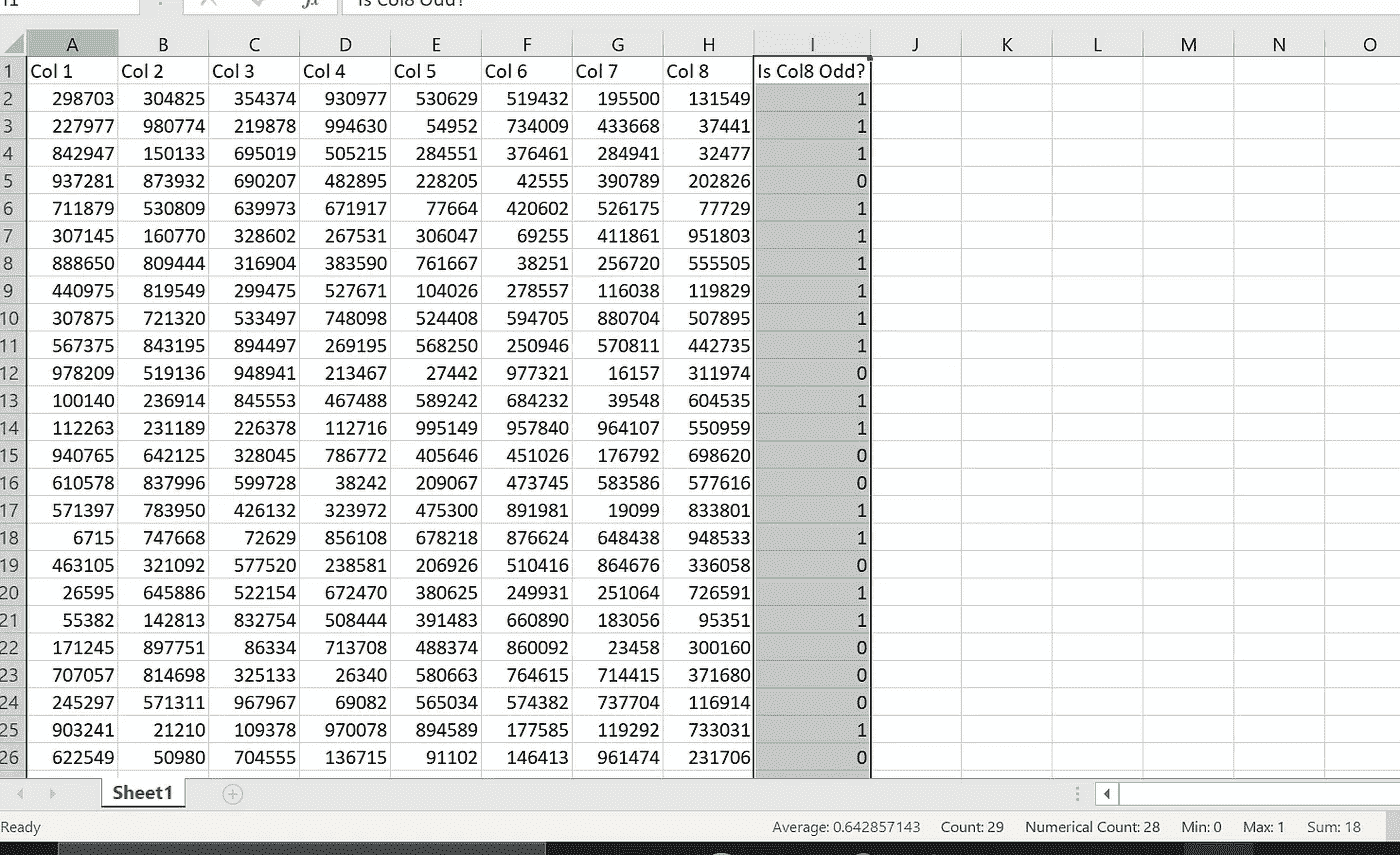 Is Col8 Odd?
A B C D E F G H I J K L M N O
1 Col 1 Col 2 Col 3 Col 4 Col 5 Col 6 Col 7 Col 8 Is Col8 Odd?
2 298703 304825 354374 930977 530629 519432 195500 131549 1
3 227977 980774 219878 994630 54952 734009 433668 37441 1
4 842947 150133 695019 505215 284551 376461 284941 32477 1
5 937281 873932 690207 482895 228205 42555 390789 202826 0
6 711879 530809 639973 671917 77664 420602 526175 77729 1
7 307145 160770 328602 267531 306047 69255 411861 951803 1
8 888650 809444 316904 383590 761667 38251 256720 555505 1
9 440975 819549 299475 527671 104026 278557 116038 119829 1
10 307875 721320 533497 748098 524408 594705 880704 507895 1
11 567375 843195 894497 269195 568250 250946 570811 442735 1
12 978209 519136 948941 213467 27442 977321 16157 311974 0
13 100140 236914 845553 467488 589242 684232 39548 604535 1
14 112263 231189 226378 112716 995149 957840 964107 550959 1
15 940765 642125 328045 786772 405646 451026 176792 698620 0
16 610578 837996 599728 38242 209067 473745 583586 577616 0
17 571397 783950 426132 323972 475300 891981 19099 833801 1
18 6715 747668 72629 856108 678218 876624 648438 948533 1
19 463105 321092 577520 238581 206926 510416 864676 336058 0
20 26595 645886 522154 672470 380625 249931 251064 726591 1
21 55382 142813 832754 508444 391483 660890 183056 95351 1
22 171245 897751 86334 713708 488374 860092 23458 300160 0
23 707057 814698 325133 26340 580663 764615 714415 371680 0
24 245297 571311 967967 69082 565034 574382 737704 116914 0
25 903241 21210 109378 970078 894589 177585 119292 733031 1
26 622549 50980 704555 136715 91102 146413 961474 231706 0
Sheet1
Ready Average: 0.642857143 Count: 29 Numerical Count: 28 Min: 0 Max: 1 Sum: 18